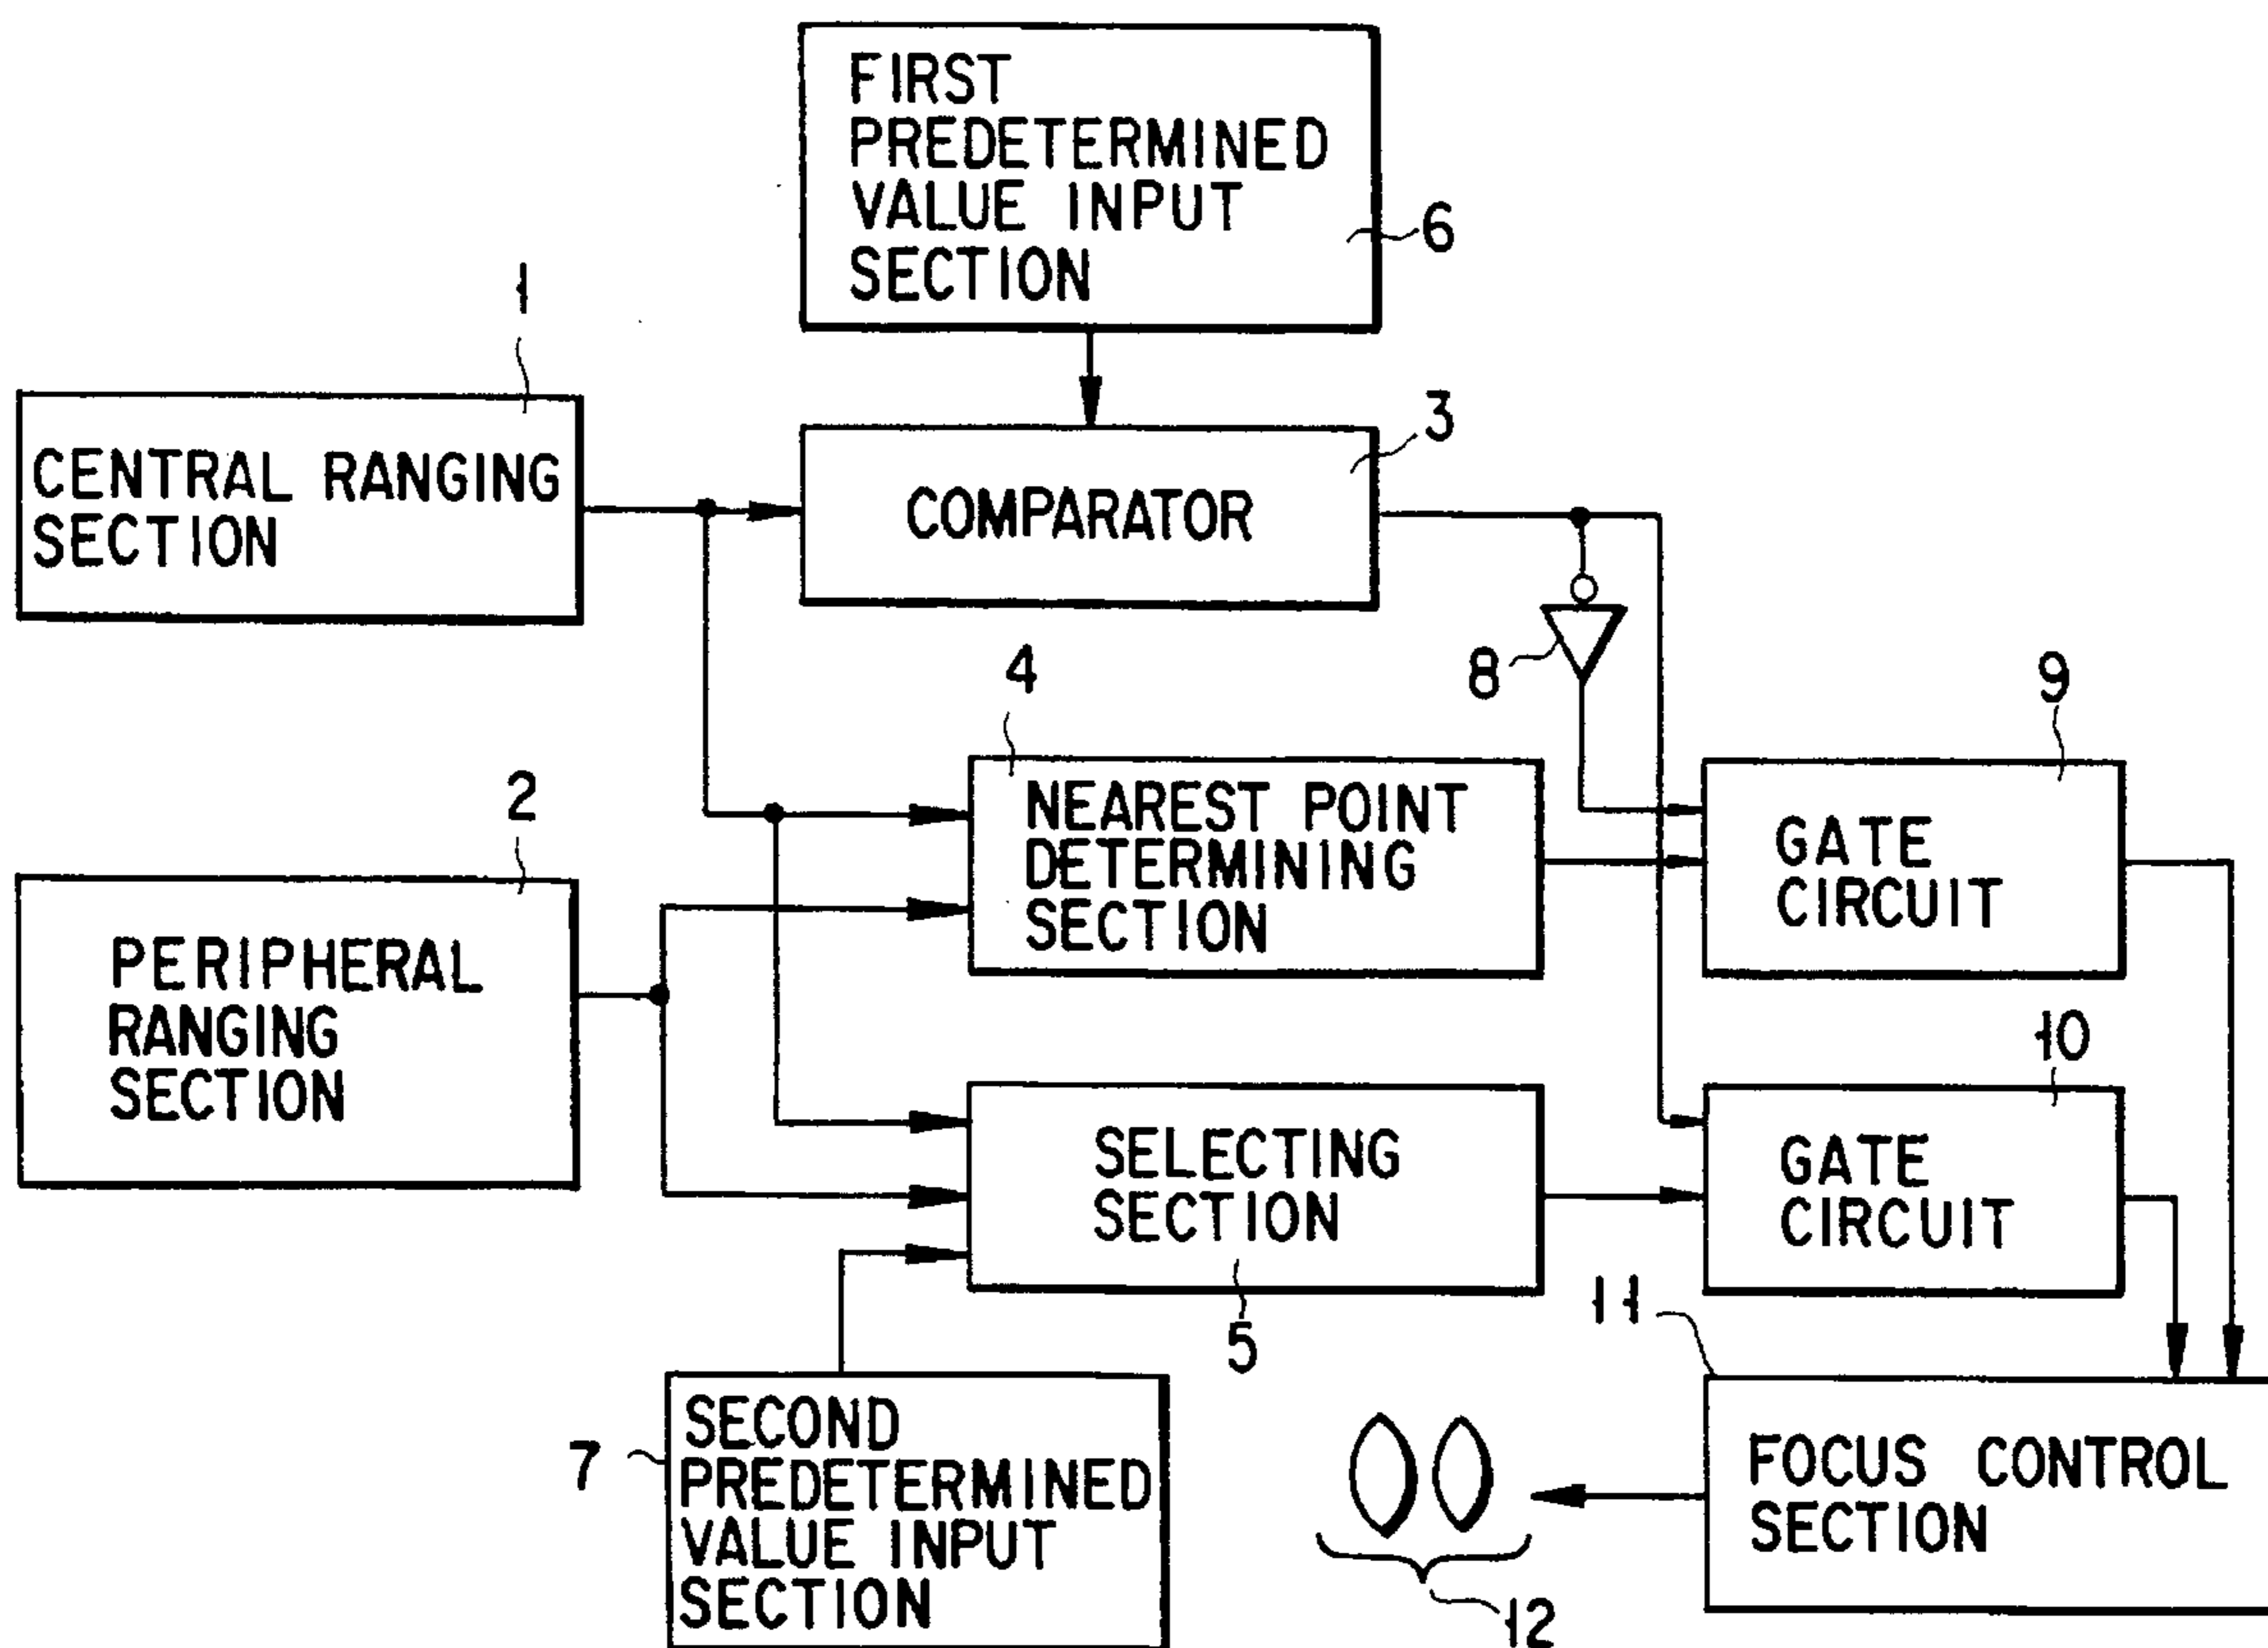 FIRST
PREDETERMINED
VALUE INPUT
SECTION
6
1
CENTRAL RANGING
SECTION
3
COMPARATOR
8
4
NEAREST POINT
DETERMINING
SECTION
9
GATE
CIRCUIT
2
PERIPHERAL
RANGING
SECTION
10
GATE
CIRCUIT
SELECTING
SECTION
5
11
FOCUS CONTROL
SECTION
7
SECOND
PREDETERMINED
VALUE INPUT
SECTION
12